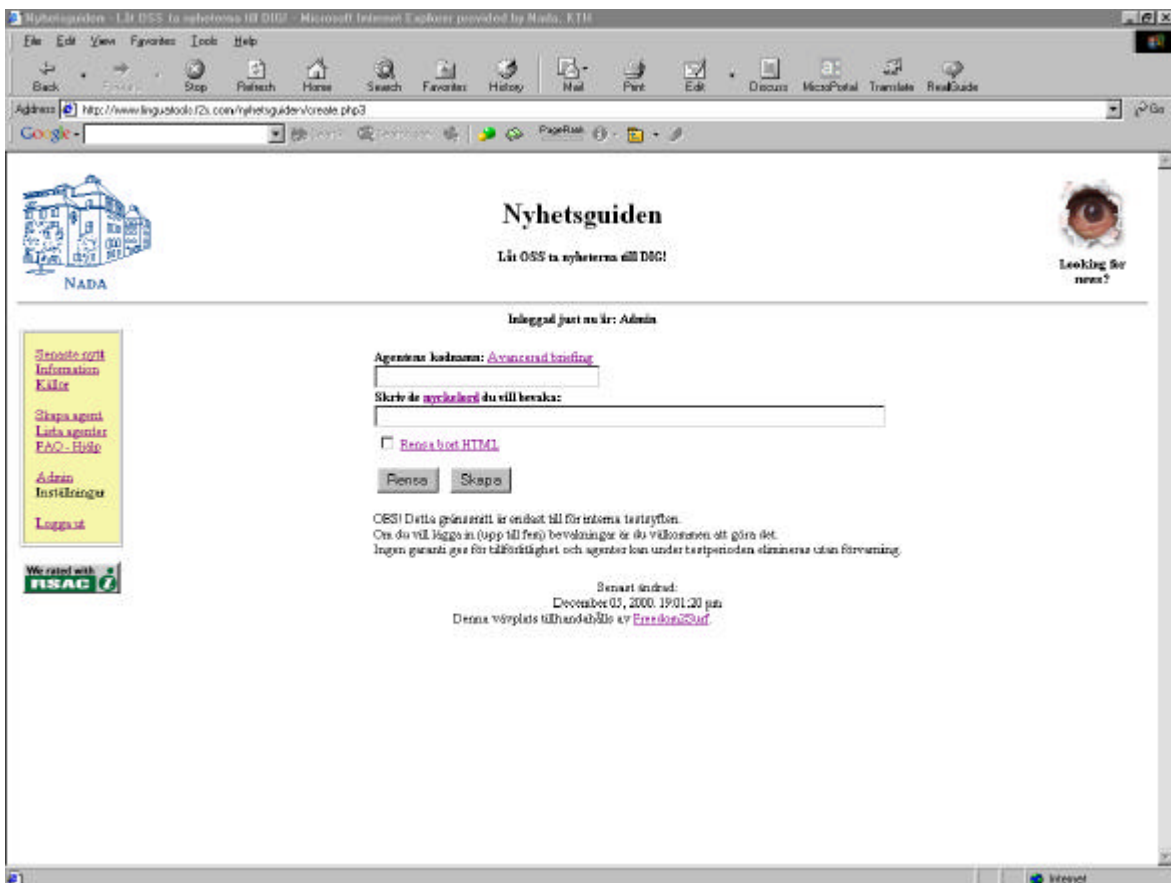 Nyhetsguiden - Låt OSS ta nyheterna till DIG! - Microsoft Internet Explorer provided by Nada, KTH
File Edit View Favorites Tools Help
Back Stop Refresh Home Search Favorites History Mail Print Edit Discuss MicroPortal Translate RealGuide
Address http://www.linguatools.f2s.com/nyhetsguiden/create.php3 Go
Google PageRank
Nyhetsguiden
Låt OSS ta nyheterna till DIG!
NADA
Looking for
news?
Inloggad just nu är: Admin
Senaste nytt
Information
Källor
Skapa agent
Lista agenter
FAQ - Hjälp
Admin
Inställningar
Logga ut
We rated with
RSAC i
Agentens kodnamn: Avancerad briefing
Skriv de nyckelord du vill bevaka:
Rensa bort HTML
Rensa Skapa
OBS! Detta gränssnitt är endast till för interna testsyften.
Om du vill lägga in (upp till fem) bevakningar är du välkommen att göra det.
Ingen garanti ges för tillförlitlighet och agenter kan under testperioden elimineras utan förvarning.
Senast ändrad:
December 05, 2000. 19:01:20 pm
Denna vävplats tillhandahålls av Freedom2Surf.
Internet